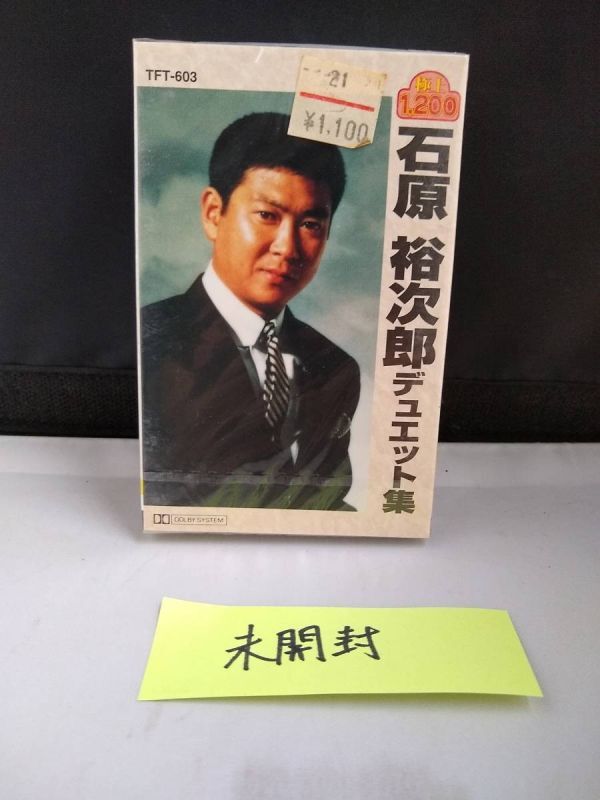 TFT-603
21
¥1,100
極上
1,200
石原 裕次郎 デュエット集
DOLBY SYSTEM
未開封